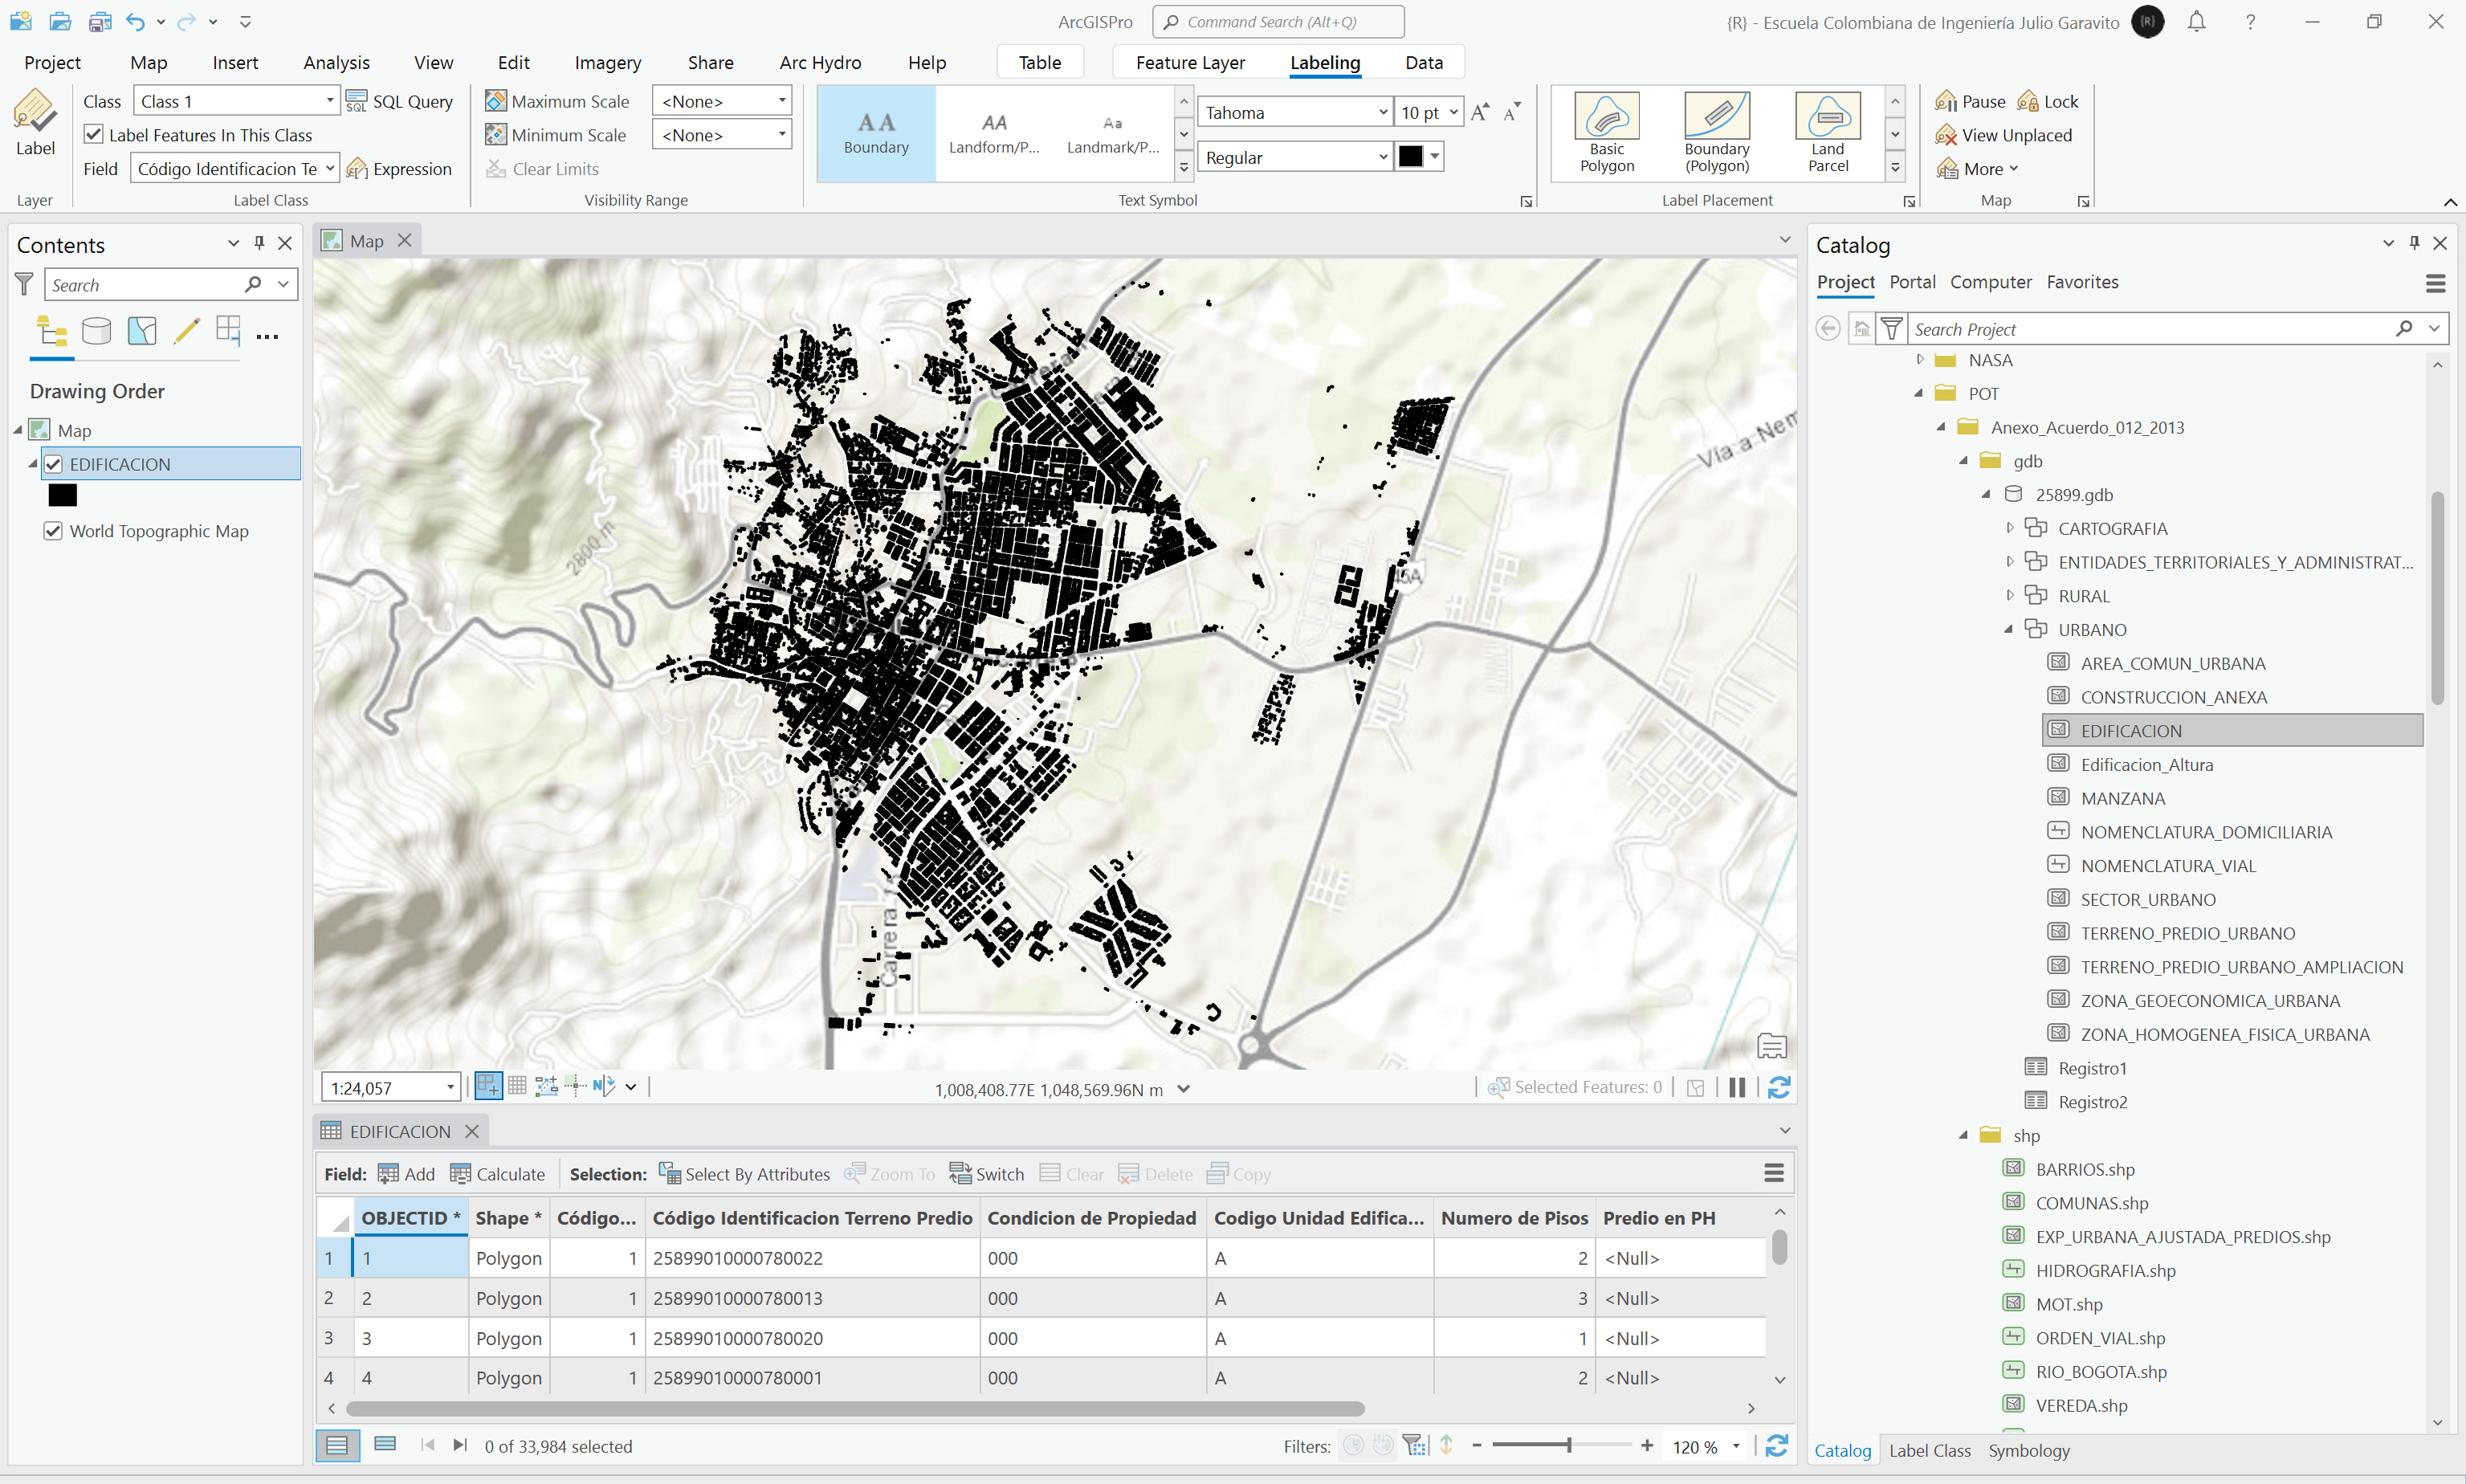 ArcGISPro
Command Search (Alt+Q)
{R} - Escuela Colombiana de Ingeniería Julio Garavito
{R}
Project Map Insert Analysis View Edit Imagery Share Arc Hydro Help Table Feature Layer Labeling Data
Label
Layer
Class
Class 1
SQL Query
Label Features In This Class
Field
Código Identificacion Te
Expression
Label Class
Maximum Scale
<None>
Minimum Scale
<None>
Clear Limits
Visibility Range
Boundary
Landform/P...
Landmark/P...
Tahoma
10 pt
Regular
Text Symbol
Basic Polygon
Boundary (Polygon)
Land Parcel
Label Placement
Pause
Lock
View Unplaced
More
Map
Contents
Search
Drawing Order
Map
EDIFICACION
World Topographic Map
Map
2800 m
Vía a Nem
45A
Carrera
1:24,057
1,008,408.77E 1,048,569.96N m
Selected Features: 0
EDIFICACION
Field: Add Calculate Selection: Select By Attributes Zoom To Switch Clear Delete Copy
OBJECTID * Shape * Código... Código Identificacion Terreno Predio Condicion de Propiedad Codigo Unidad Edifica... Numero de Pisos Predio en PH
1 1 Polygon 1 25899010000780022 000 A 2 <Null>
2 2 Polygon 1 25899010000780013 000 A 3 <Null>
3 3 Polygon 1 25899010000780020 000 A 1 <Null>
4 4 Polygon 1 25899010000780001 000 A 2 <Null>
0 of 33,984 selected
Filters:
120 %
Catalog
Project Portal Computer Favorites
Search Project
NASA
POT
Anexo_Acuerdo_012_2013
gdb
25899.gdb
CARTOGRAFIA
ENTIDADES_TERRITORIALES_Y_ADMINISTRAT...
RURAL
URBANO
AREA_COMUN_URBANA
CONSTRUCCION_ANEXA
EDIFICACION
Edificacion_Altura
MANZANA
NOMENCLATURA_DOMICILIARIA
NOMENCLATURA_VIAL
SECTOR_URBANO
TERRENO_PREDIO_URBANO
TERRENO_PREDIO_URBANO_AMPLIACION
ZONA_GEOECONOMICA_URBANA
ZONA_HOMOGENEA_FISICA_URBANA
Registro1
Registro2
shp
BARRIOS.shp
COMUNAS.shp
EXP_URBANA_AJUSTADA_PREDIOS.shp
HIDROGRAFIA.shp
MOT.shp
ORDEN_VIAL.shp
RIO_BOGOTA.shp
VEREDA.shp
Catalog Label Class Symbology